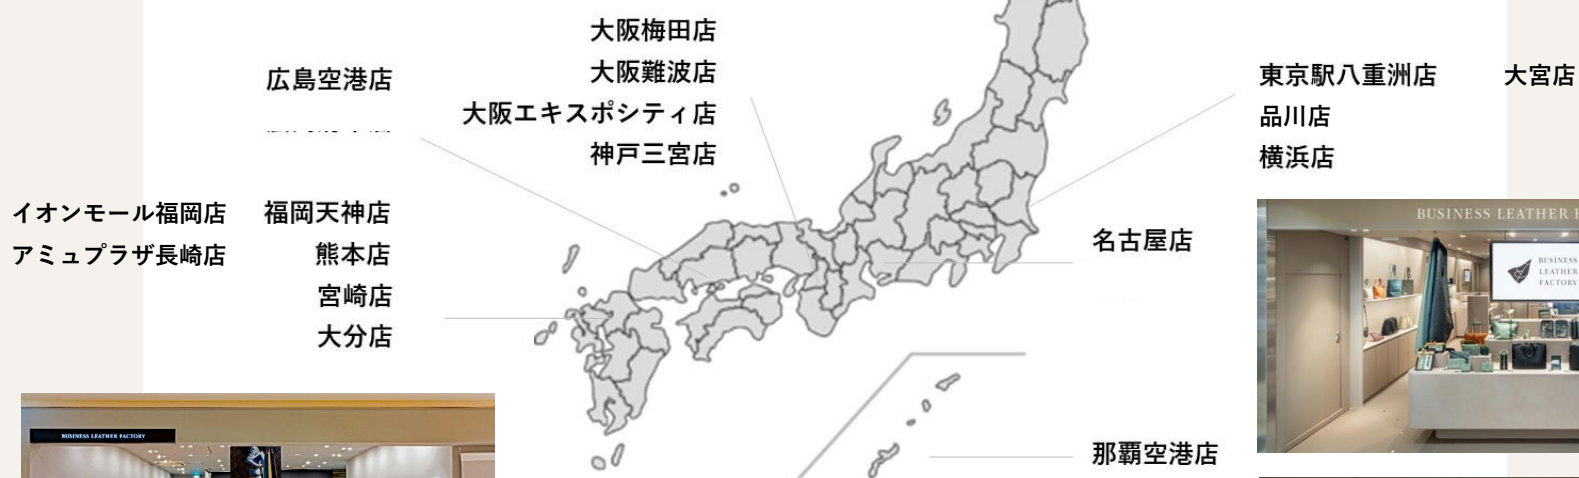 大阪梅田店
大阪難波店
大阪エキスポシティ店
神戸三宮店
広島空港店
東京駅八重洲店 大宮店
品川店
横浜店
イオンモール福岡店 福岡天神店
アミュプラザ長崎店 熊本店
宮崎店
大分店
名古屋店
那覇空港店
BUSINESS LEATHER F
BUSINESS
LEATHER
FACTORY
BUSINESS LEATHER FACTORY